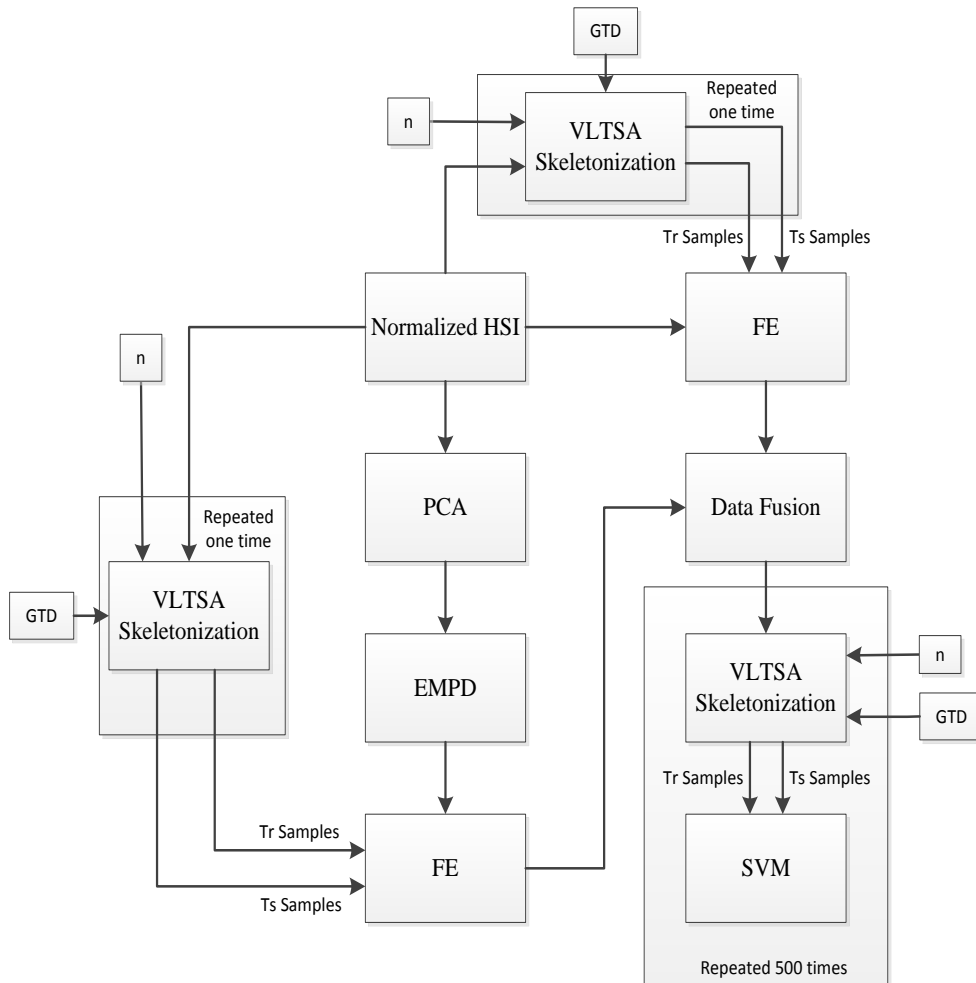 GTD
Repeated
one time
n
VLTSA
Skeletonization
Tr Samples
Ts Samples
Normalized HSI
FE
n
PCA
Data Fusion
Repeated
one time
VLTSA
Skeletonization
GTD
EMPD
VLTSA
Skeletonization
n
GTD
Tr Samples
Ts Samples
Tr Samples
Ts Samples
FE
SVM
Repeated 500 times